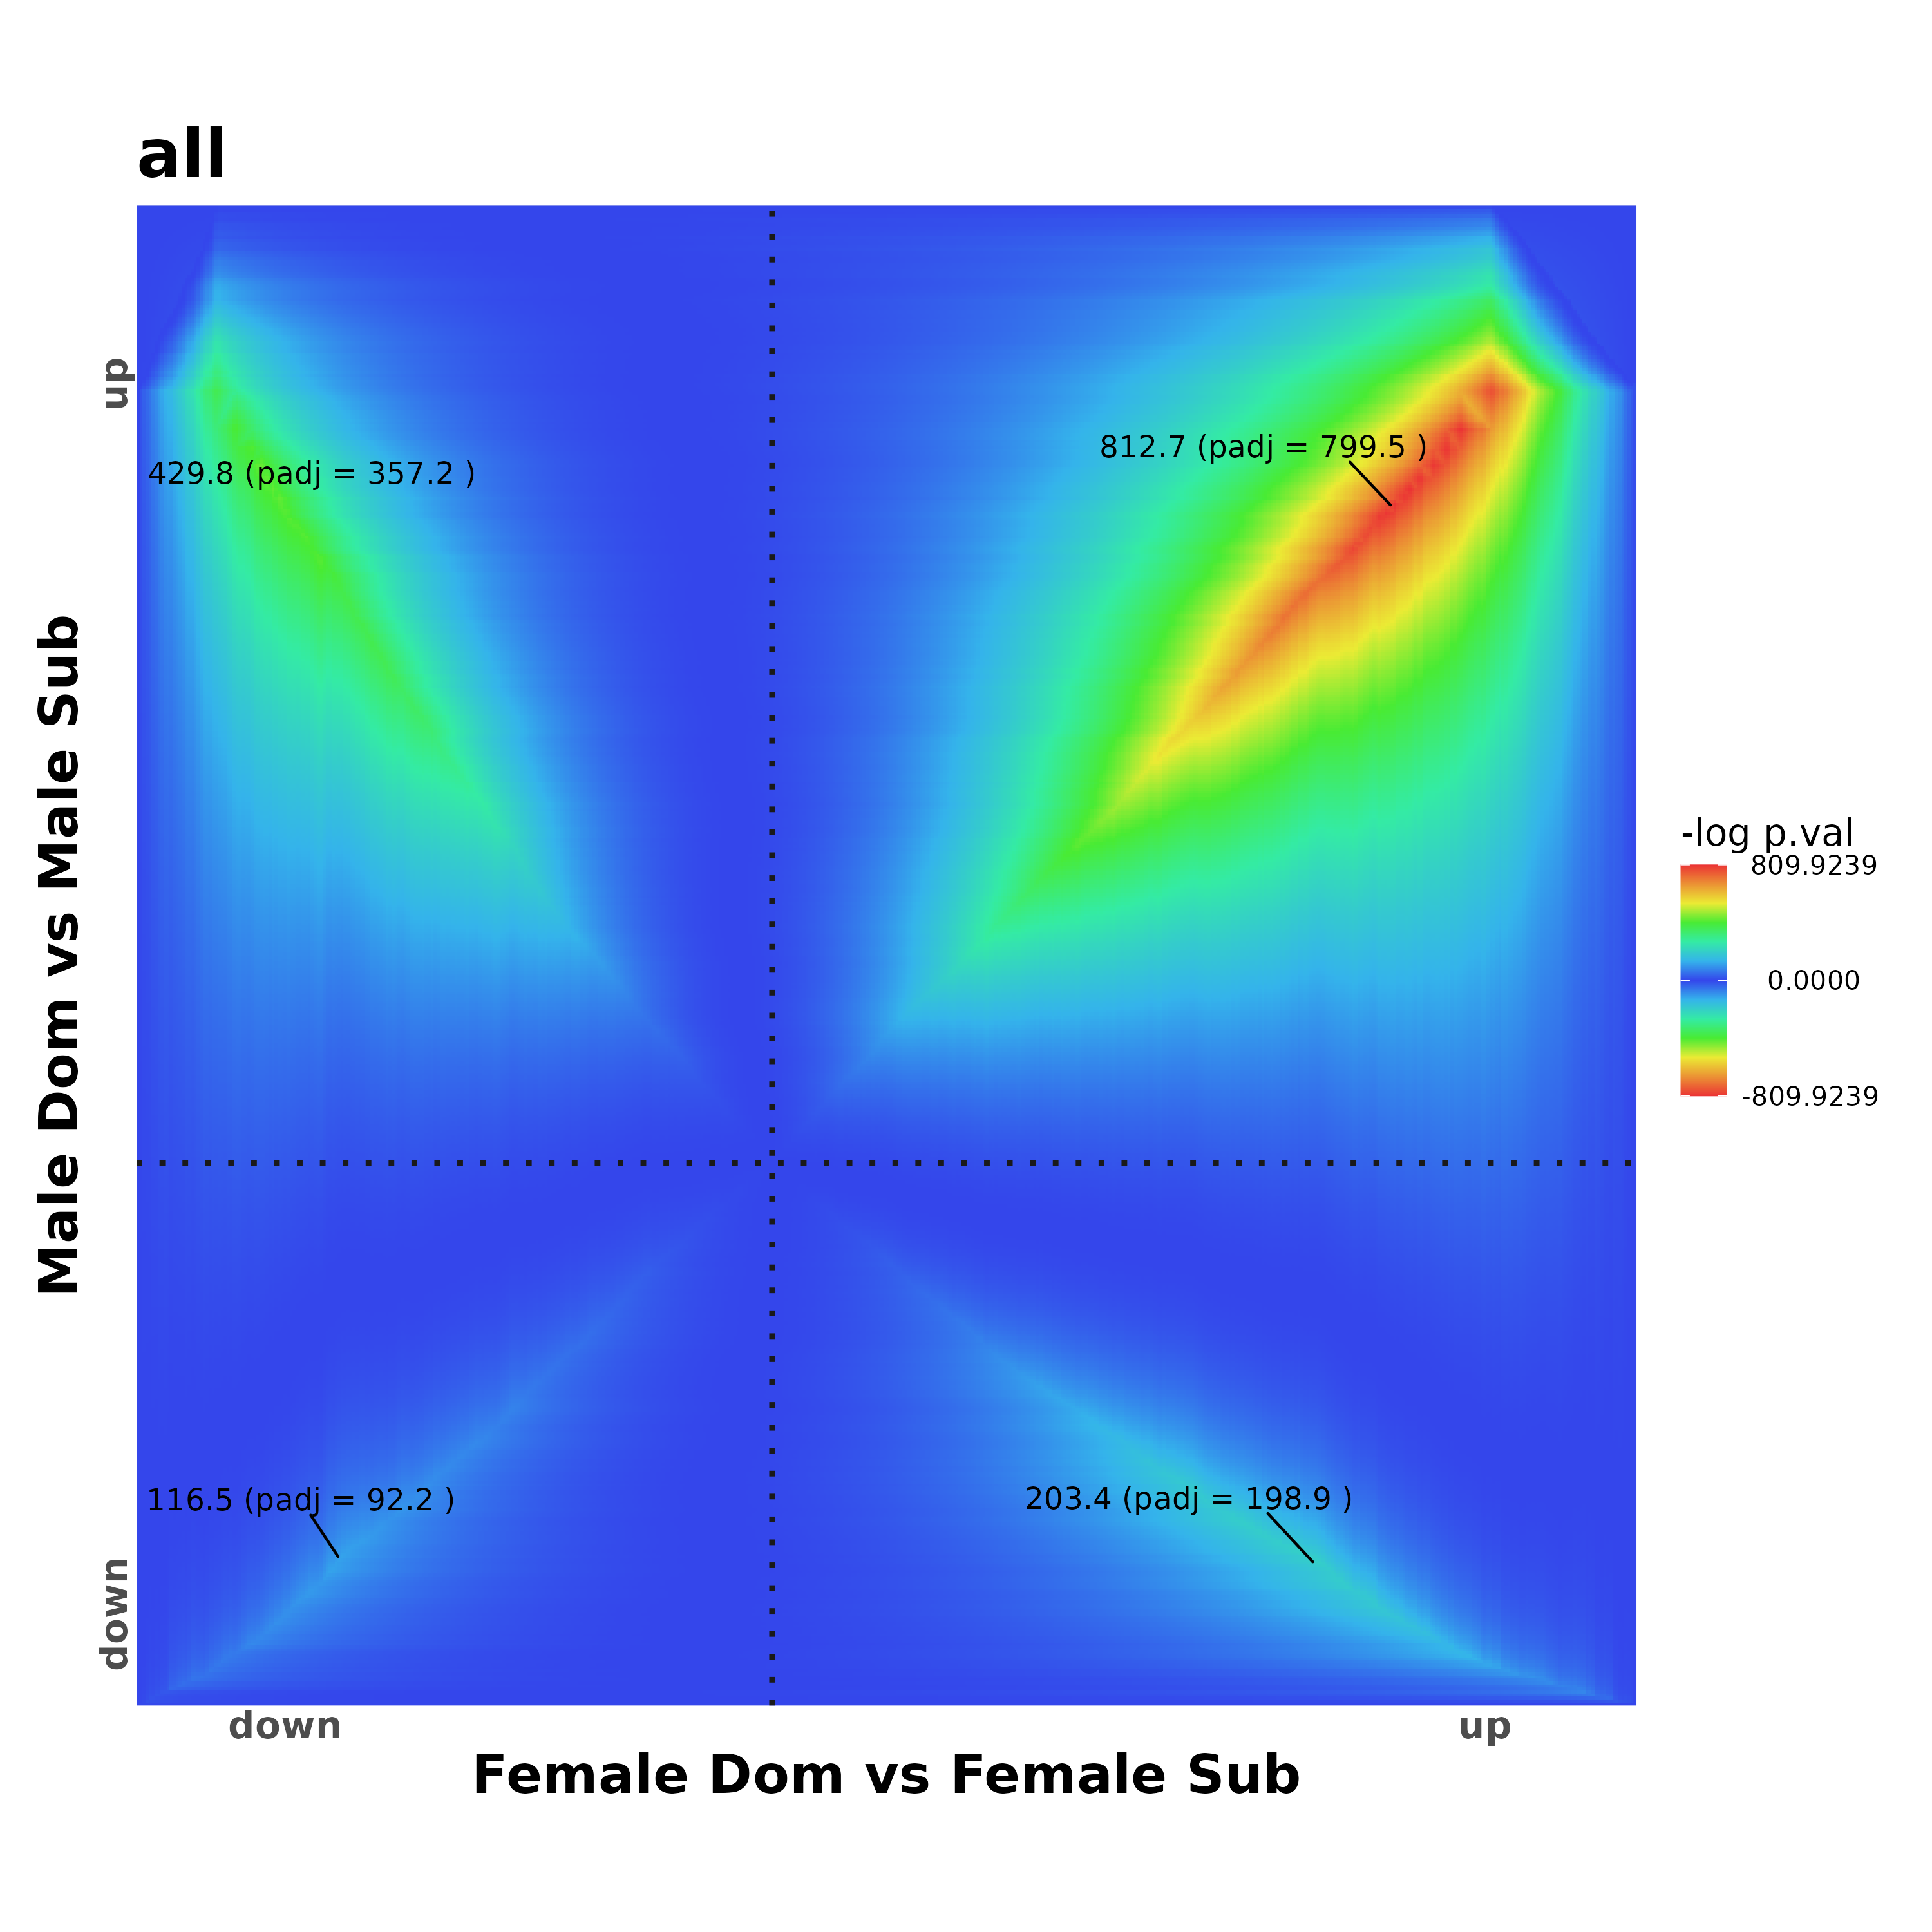 all
up
812.7 (padj = 799.5 )
429.8 (padj = 357.2 )
Male Dom vs Male Sub
-log p.val
809.9239
0.0000
-809.9239
116.5 (padj = 92.2 )
203.4 (padj = 198.9 )
down
down
up
Female Dom vs Female Sub